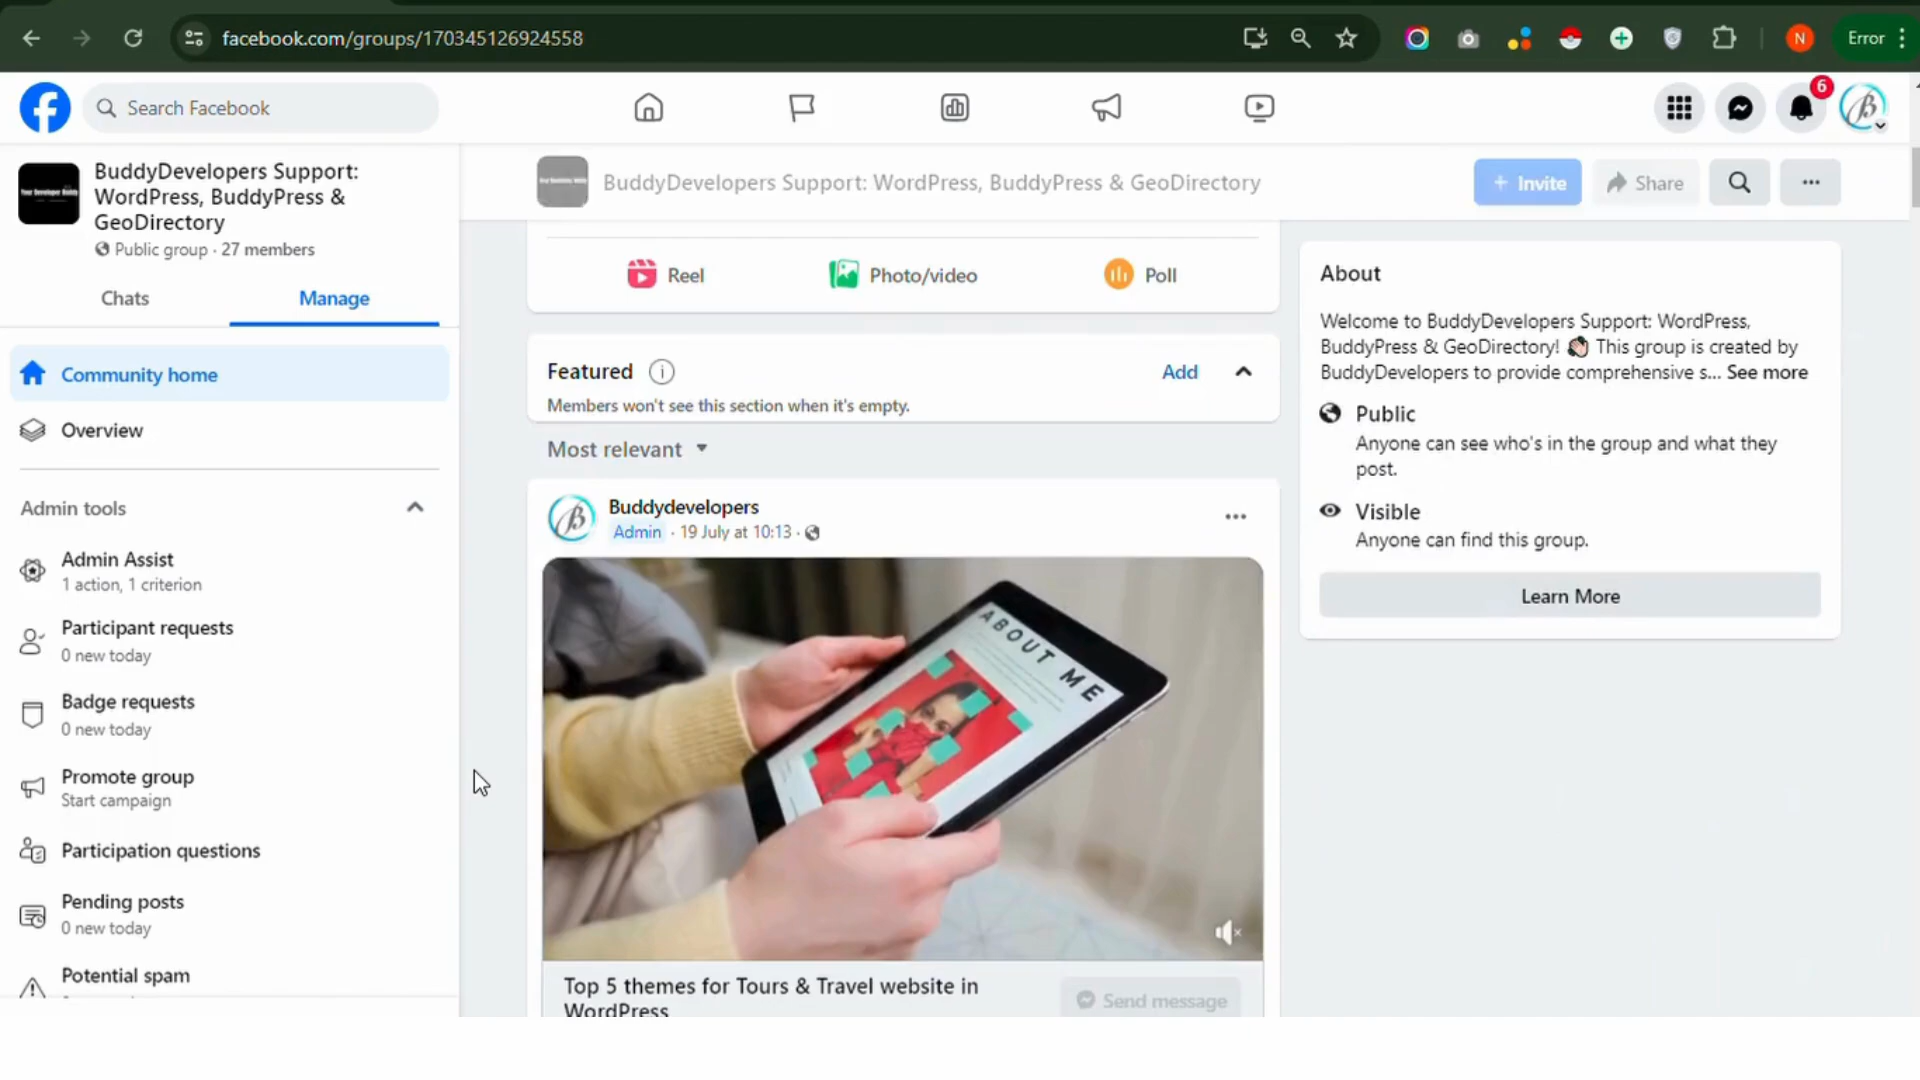 facebook.com/groups/170345126924558
Error
Search Facebook
6
BuddyDevelopers Support:
WordPress, BuddyPress &
GeoDirectory
Public group · 27 members
Chats
Manage
Community home
Overview
Admin tools
Admin Assist
1 action, 1 criterion
Participant requests
0 new today
Badge requests
0 new today
Promote group
Start campaign
Participation questions
Pending posts
0 new today
Potential spam
BuddyDevelopers Support: WordPress, BuddyPress & GeoDirectory
+ Invite
Share
Reel
Photo/video
Poll
Featured
Add
Members won't see this section when it's empty.
Most relevant
Buddydevelopers
Admin · 19 July at 10:13 ·
ABOUT ME
Top 5 themes for Tours & Travel website in
WordPress
Send message
About
Welcome to BuddyDevelopers Support: WordPress,
BuddyPress & GeoDirectory! 👋🏻 This group is created by
BuddyDevelopers to provide comprehensive s... See more
Public
Anyone can see who's in the group and what they
post.
Visible
Anyone can find this group.
Learn More
N